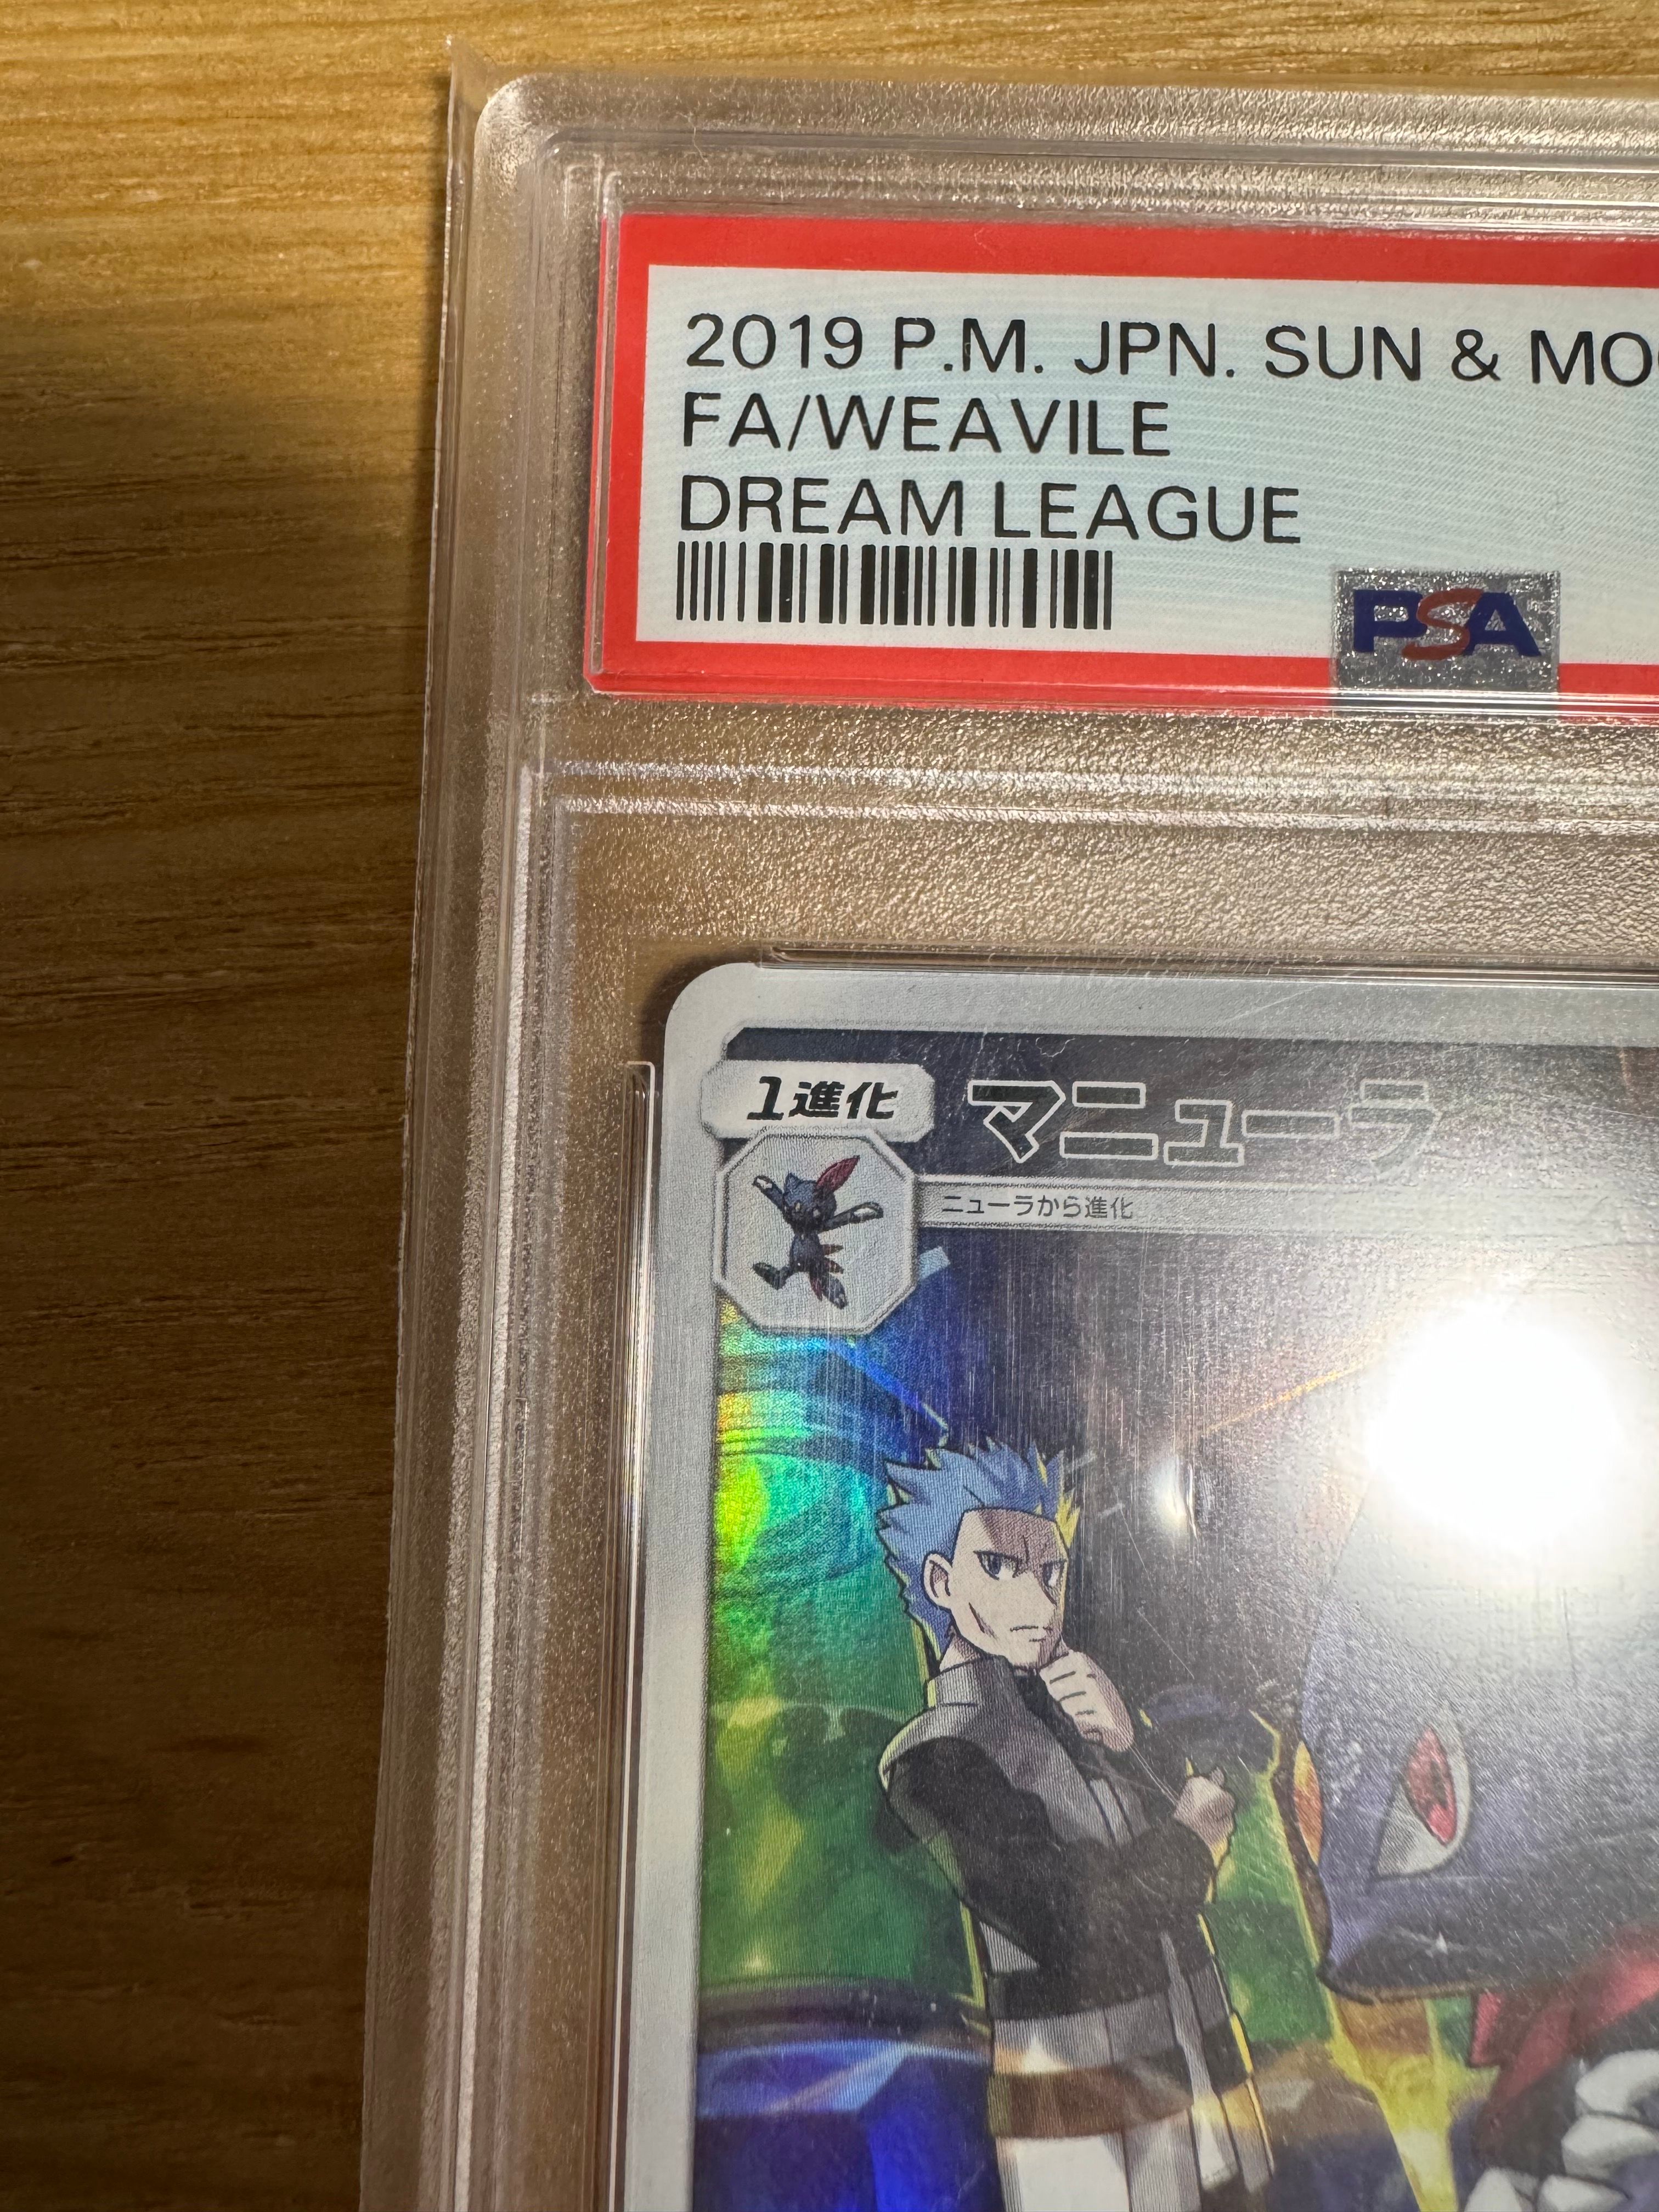 2019 P.M. JPN. SUN & MOO
FA/WEAVILE
DREAM LEAGUE
PSA
1進化 マニューラ
ニューラから進化